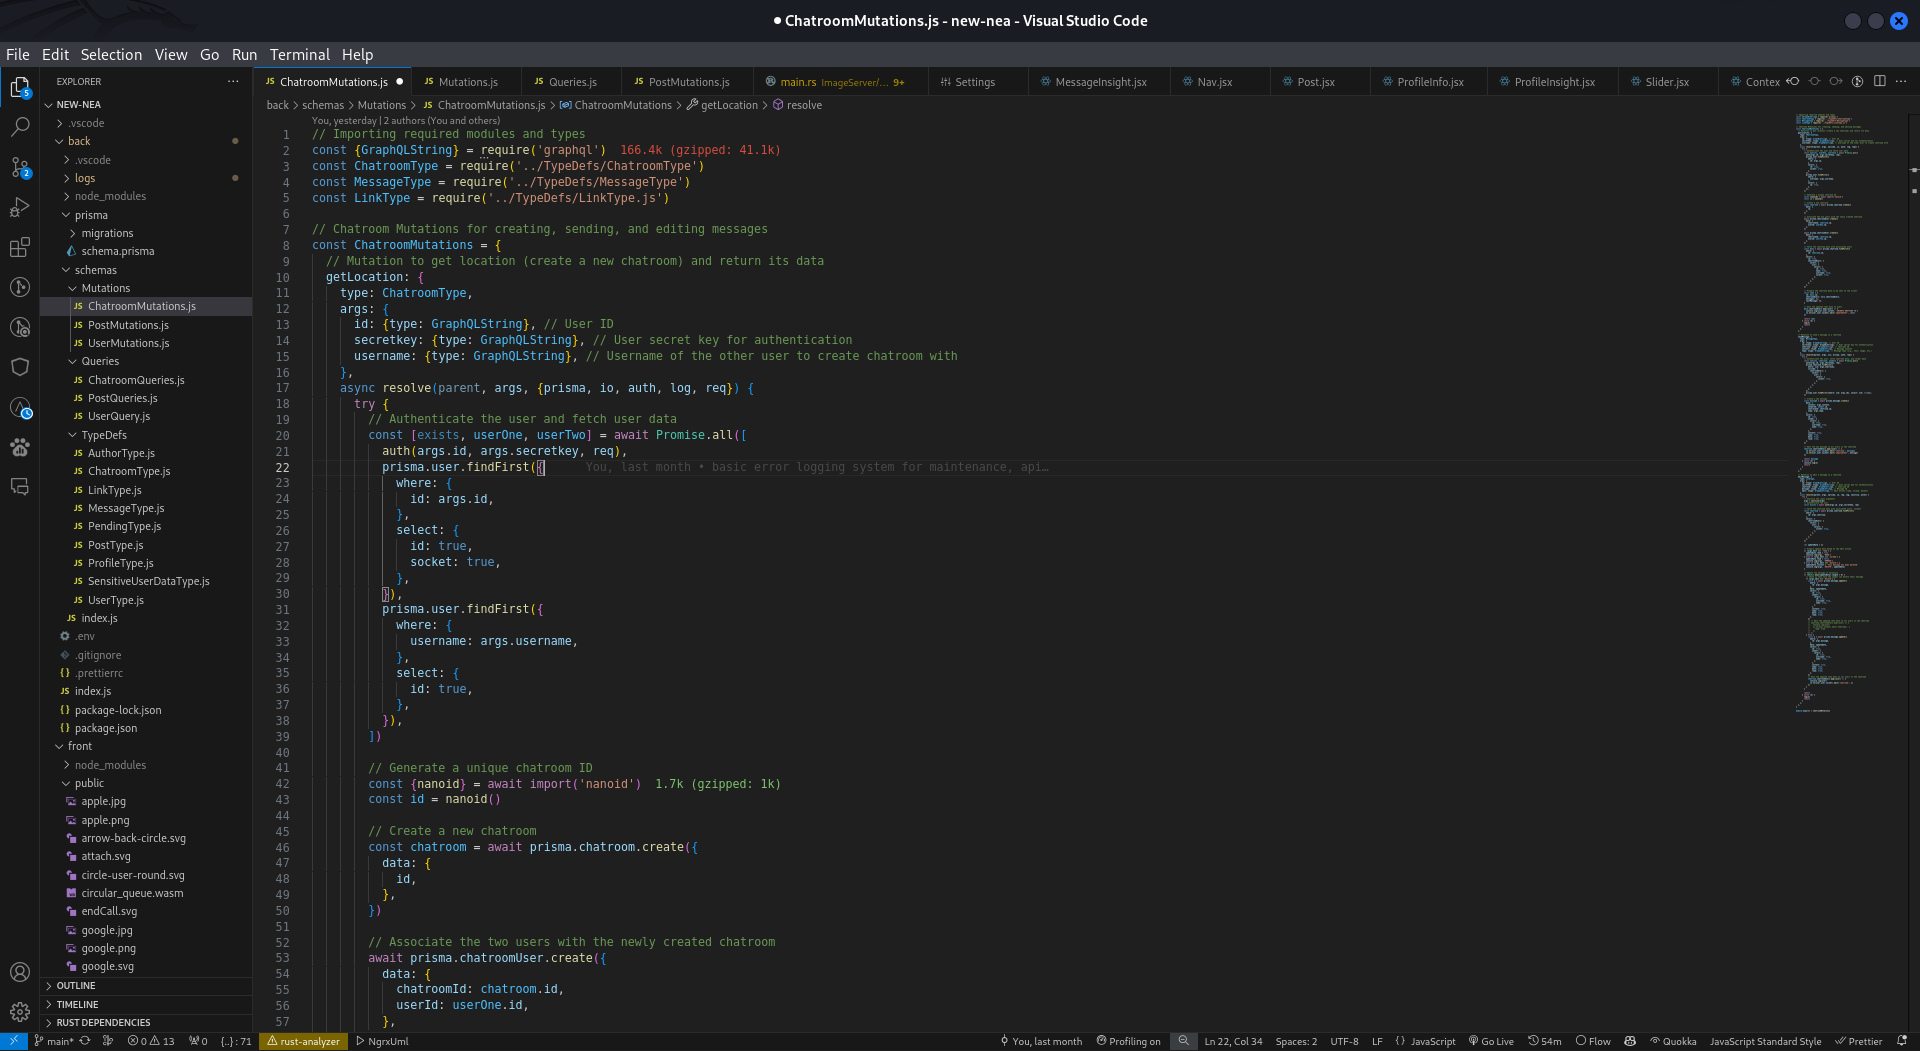 ● ChatroomMutations.js - new-nea - Visual Studio Code
File Edit Selection View Go Run Terminal Help
EXPLORER ···
NEW-NEA
.vscode
back
.vscode
logs
node_modules
prisma
migrations
schema.prisma
schemas
Mutations
JS ChatroomMutations.js
JS PostMutations.js
JS UserMutations.js
Queries
JS ChatroomQueries.js
JS PostQueries.js
JS UserQuery.js
TypeDefs
JS AuthorType.js
JS ChatroomType.js
JS LinkType.js
JS MessageType.js
JS PendingType.js
JS PostType.js
JS ProfileType.js
JS SensitiveUserDataType.js
JS UserType.js
JS index.js
.env
.gitignore
{} .prettierrc
JS index.js
{} package-lock.json
{} package.json
front
node_modules
public
apple.jpg
apple.png
arrow-back-circle.svg
attach.svg
circle-user-round.svg
circular_queue.wasm
endCall.svg
google.jpg
google.png
google.svg
OUTLINE
TIMELINE
RUST DEPENDENCIES
5
2
JS ChatroomMutations.js ● JS Mutations.js JS Queries.js JS PostMutations.js main.rs ImageServer/... 9+ Settings MessageInsight.jsx Nav.jsx Post.jsx ProfileInfo.jsx ProfileInsight.jsx Slider.jsx Contex
back > schemas > Mutations > JS ChatroomMutations.js > ChatroomMutations > getLocation > resolve
You, yesterday | 2 authors (You and others)
1 // Importing required modules and types
2 const {GraphQLString} = require('graphql') 166.4k (gzipped: 41.1k)
3 const ChatroomType = require('../TypeDefs/ChatroomType')
4 const MessageType = require('../TypeDefs/MessageType')
5 const LinkType = require('../TypeDefs/LinkType.js')
6
7 // Chatroom Mutations for creating, sending, and editing messages
8 const ChatroomMutations = {
9 // Mutation to get location (create a new chatroom) and return its data
10 getLocation: {
11 type: ChatroomType,
12 args: {
13 id: {type: GraphQLString}, // User ID
14 secretkey: {type: GraphQLString}, // User secret key for authentication
15 username: {type: GraphQLString}, // Username of the other user to create chatroom with
16 },
17 async resolve(parent, args, {prisma, io, auth, log, req}) {
18 try {
19 // Authenticate the user and fetch user data
20 const [exists, userOne, userTwo] = await Promise.all([
21 auth(args.id, args.secretkey, req),
22 prisma.user.findFirst({ You, last month • basic error logging system for maintenance, api…
23 where: {
24 id: args.id,
25 },
26 select: {
27 id: true,
28 socket: true,
29 },
30 }),
31 prisma.user.findFirst({
32 where: {
33 username: args.username,
34 },
35 select: {
36 id: true,
37 },
38 }),
39 ])
40
41 // Generate a unique chatroom ID
42 const {nanoid} = await import('nanoid') 1.7k (gzipped: 1k)
43 const id = nanoid()
44
45 // Create a new chatroom
46 const chatroom = await prisma.chatroom.create({
47 data: {
48 id,
49 },
50 })
51
52 // Associate the two users with the newly created chatroom
53 await prisma.chatroomUser.create({
54 data: {
55 chatroomId: chatroom.id,
56 userId: userOne.id,
57 },
main* 0 13 0 {..} : 71 rust-analyzer NgrxUml You, last month Profiling on Ln 22, Col 34 Spaces: 2 UTF-8 LF {} JavaScript Go Live 54m Flow Quokka JavaScript Standard Style Prettier